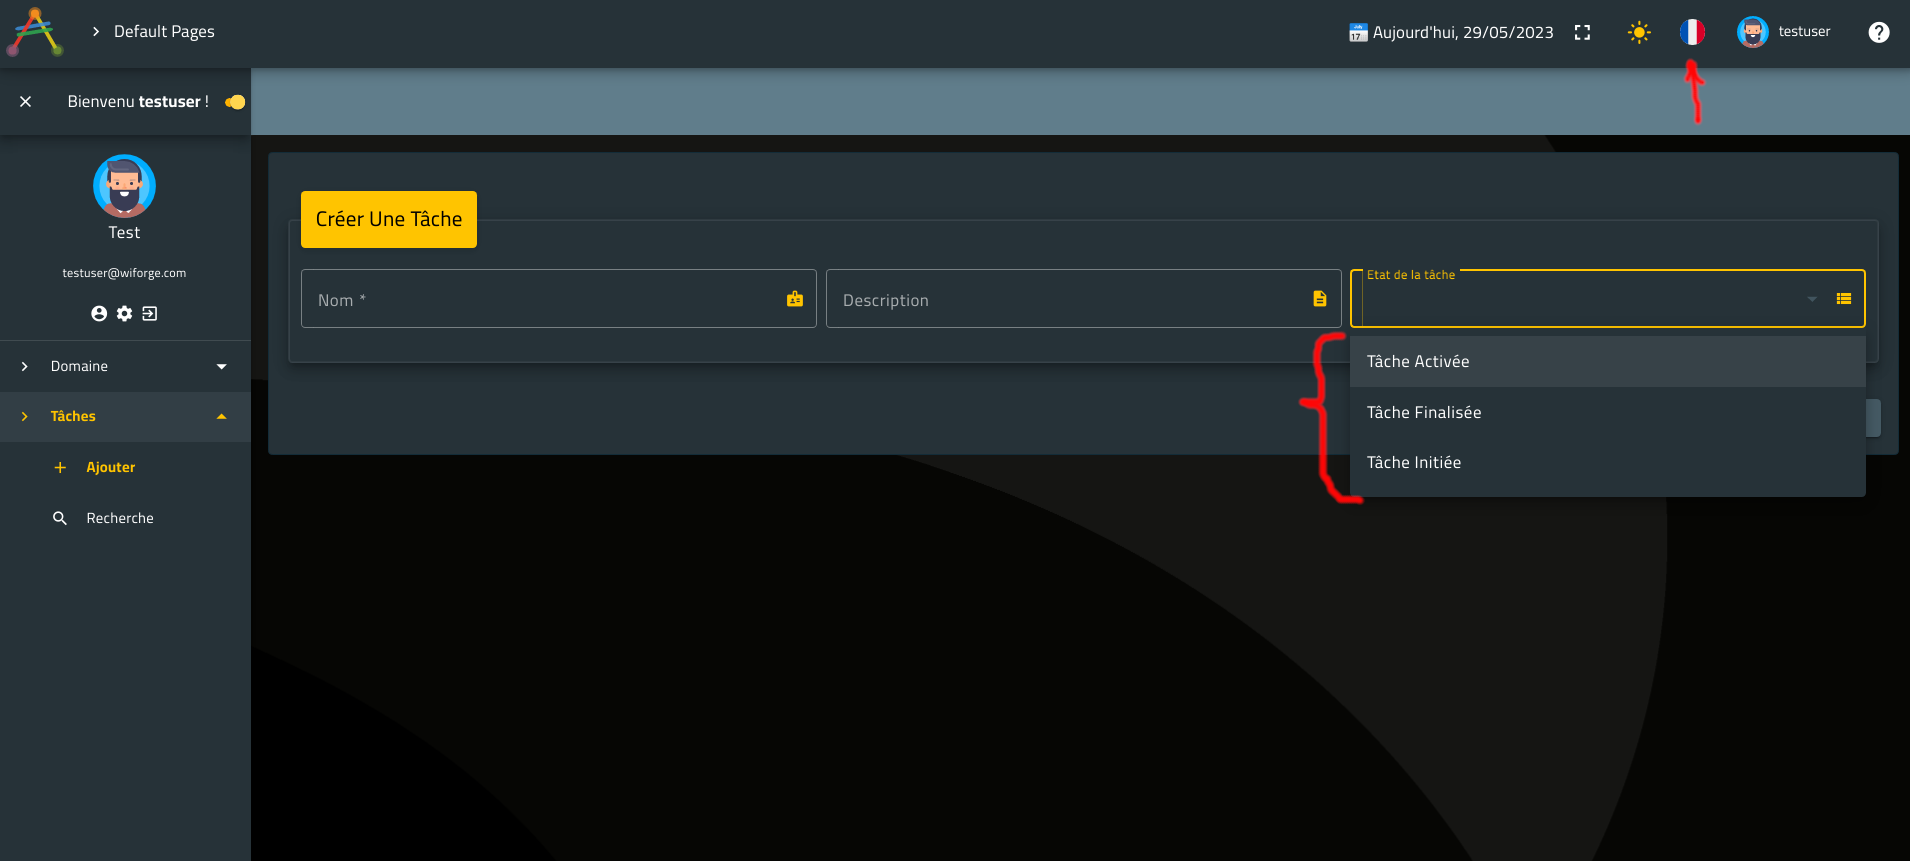 Default Pages
Aujourd'hui, 29/05/2023
testuser
Bienvenu testuser !
Test
testuser@wiforge.com
Domaine
Tâches
Ajouter
Recherche
Créer Une Tâche
Nom *
Description
Etat de la tâche
Tâche Activée
Tâche Finalisée
Tâche Initiée